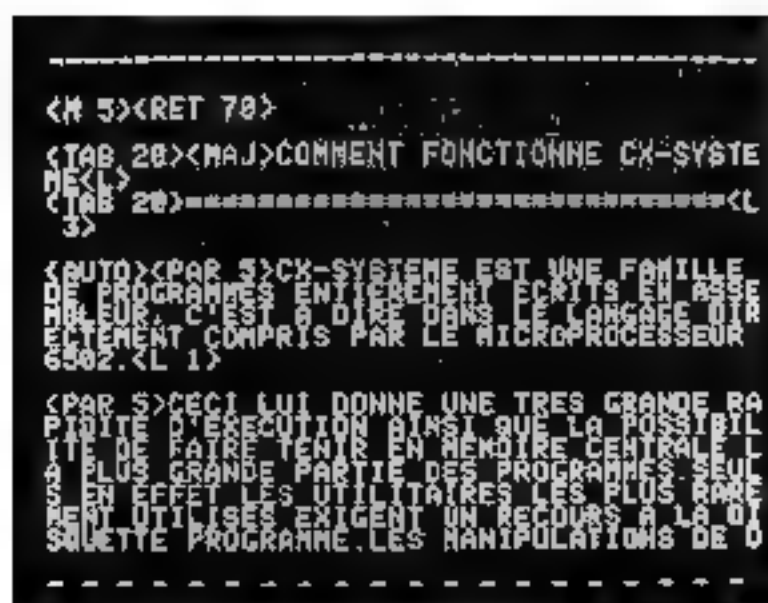 <M 5><RET 70>
<TAB 20><MAJ>COMMENT FONCTIONNE CX-SYSTE
ME<L>
<TAB 20>==============================<L
3>
<AUTO><PAR 5>CX-SYSTEME EST UNE FAMILLE
DE PROGRAMMES ENTIEREMENT ECRITS EN ASSE
MBLEUR, C'EST A DIRE DANS LE LANGAGE DIR
ECTEMENT COMPRIS PAR LE MICROPROCESSEUR
6502.<L 1>
<PAR 5>CECI LUI DONNE UNE TRES GRANDE RA
PIDITE D'EXECUTION AINSI QUE LA POSSIBIL
ITE DE FAIRE TENIR EN MEMOIRE CENTRALE L
A PLUS GRANDE PARTIE DES PROGRAMMES.SEUL
S EN EFFET LES UTILITAIRES LES PLUS RARE
MENT UTILISES EXIGENT UN RECOURS A LA DI
SQUETTE PROGRAMME.LES MANIPULATIONS DE D